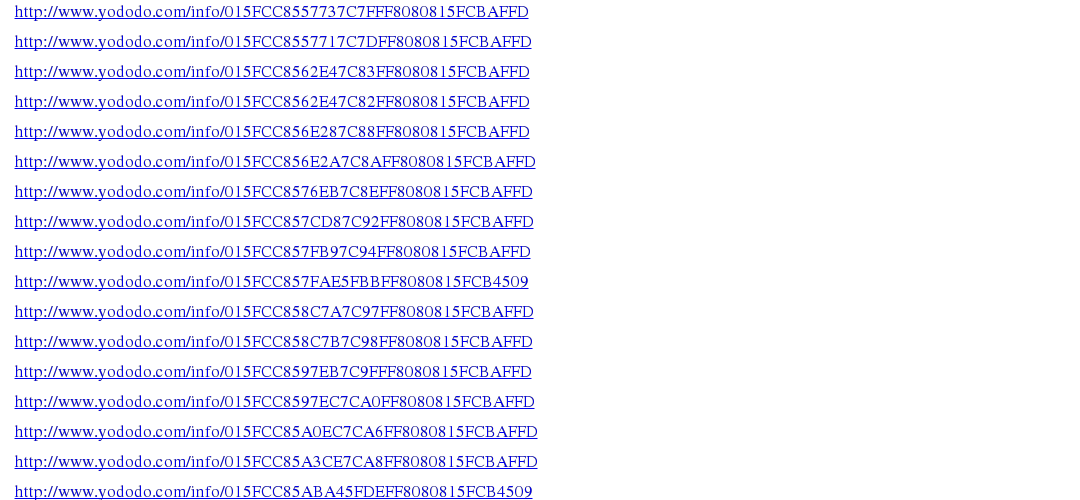 http://www.yododo.com/info/015FCC8557737C7FFF8080815FCBAFFD
http://www.yododo.com/info/015FCC8557717C7DFF8080815FCBAFFD
http://www.yododo.com/info/015FCC8562E47C83FF8080815FCBAFFD
http://www.yododo.com/info/015FCC8562E47C82FF8080815FCBAFFD
http://www.yododo.com/info/015FCC856E287C88FF8080815FCBAFFD
http://www.yododo.com/info/015FCC856E2A7C8AFF8080815FCBAFFD
http://www.yododo.com/info/015FCC8576EB7C8EFF8080815FCBAFFD
http://www.yododo.com/info/015FCC857CD87C92FF8080815FCBAFFD
http://www.yododo.com/info/015FCC857FB97C94FF8080815FCBAFFD
http://www.yododo.com/info/015FCC857FAE5FBBFF8080815FCB4509
http://www.yododo.com/info/015FCC858C7A7C97FF8080815FCBAFFD
http://www.yododo.com/info/015FCC858C7B7C98FF8080815FCBAFFD
http://www.yododo.com/info/015FCC8597EB7C9FFF8080815FCBAFFD
http://www.yododo.com/info/015FCC8597EC7CA0FF8080815FCBAFFD
http://www.yododo.com/info/015FCC85A0EC7CA6FF8080815FCBAFFD
http://www.yododo.com/info/015FCC85A3CE7CA8FF8080815FCBAFFD
http://www.yododo.com/info/015FCC85ABA45FDEFF8080815FCB4509